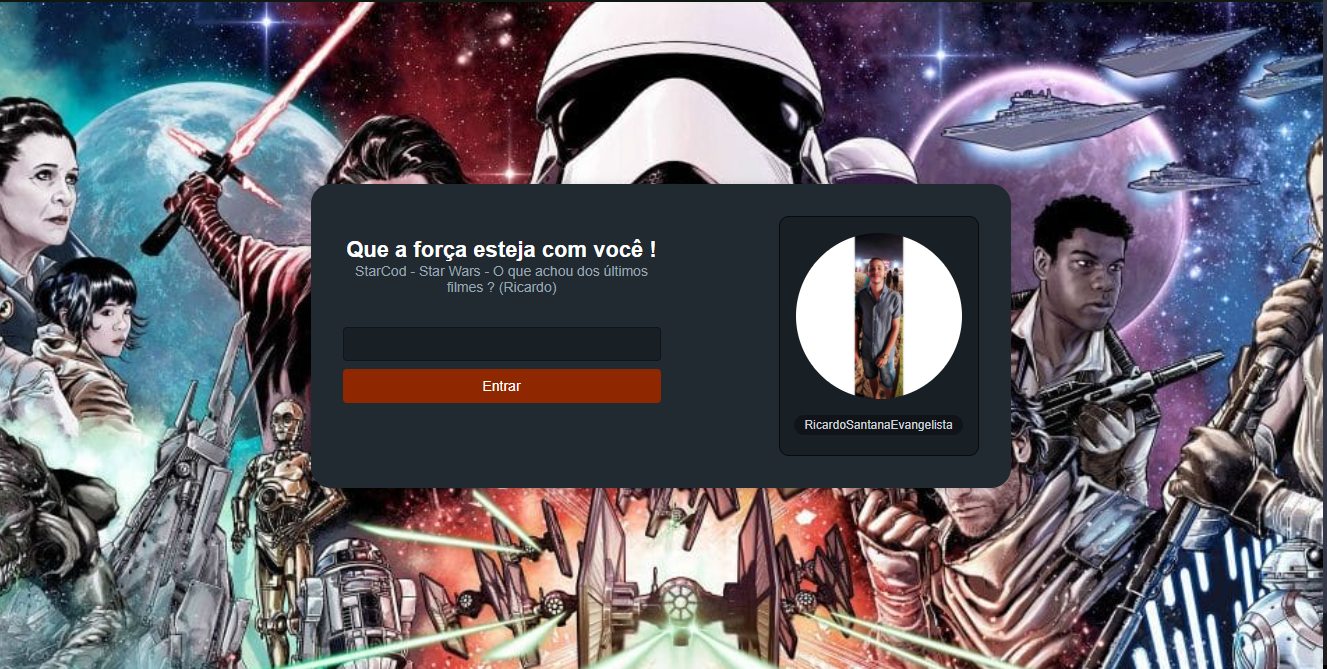 Que a força esteja com você !
StarCod - Star Wars - O que achou dos últimos
filmes ? (Ricardo)
Entrar
RicardoSantanaEvangelista